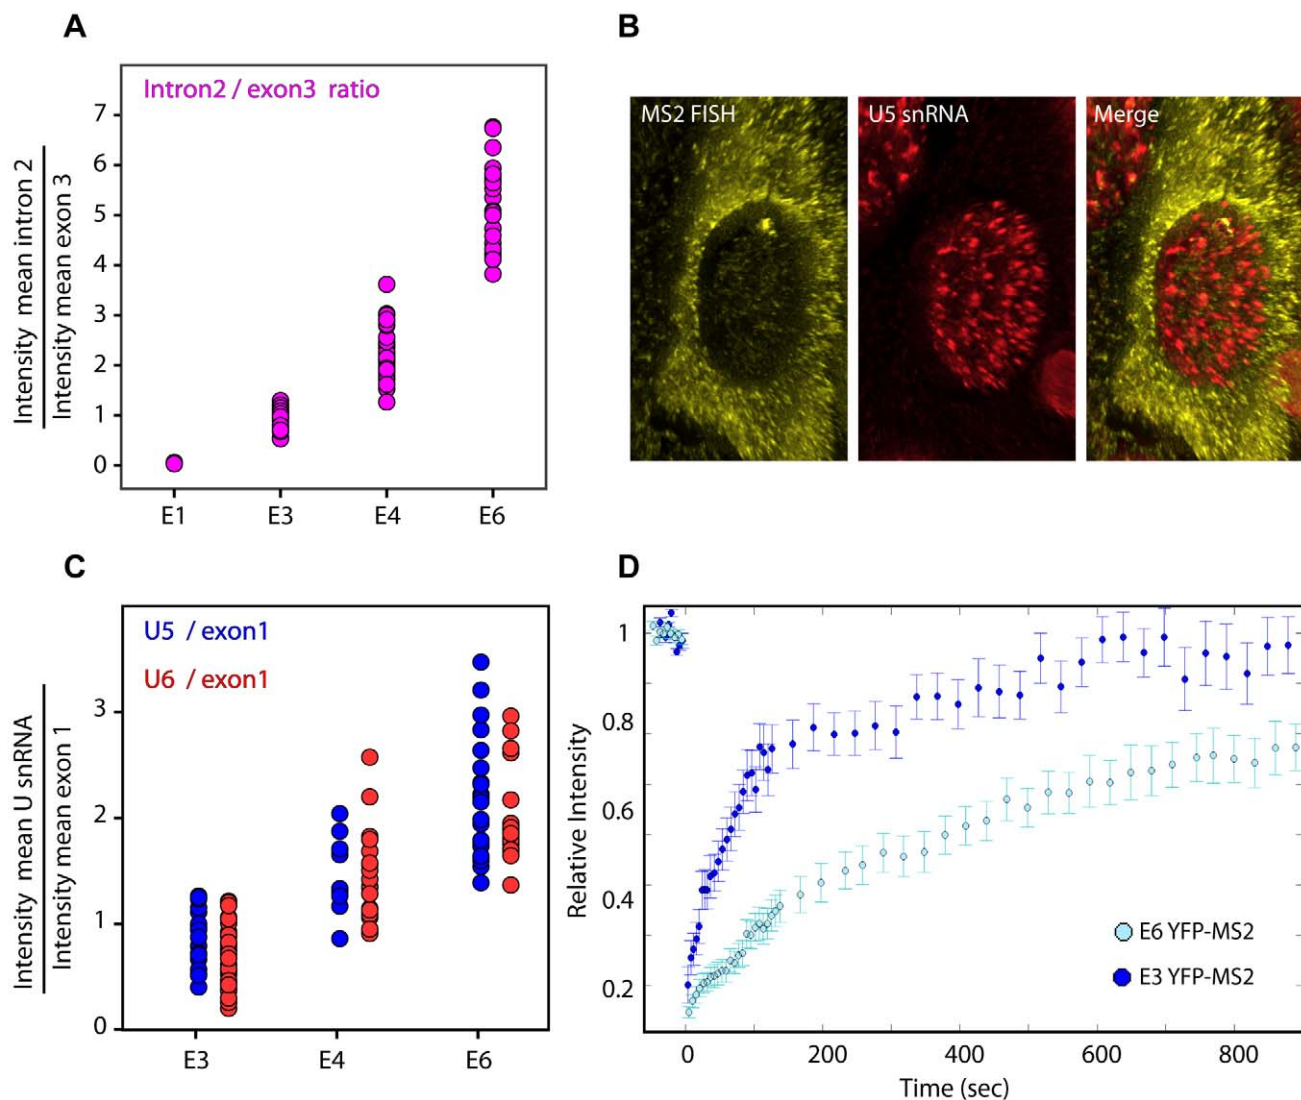 A
Intron2 / exon3 ratio
Intensity mean intron 2
Intensity mean exon 3
7
6
5
4
3
2
1
0
E1 E3 E4 E6
B
MS2 FISH U5 snRNA Merge
C
U5 / exon1
U6 / exon1
Intensity mean U snRNA
Intensity mean exon 1
3
2
1
0
E3 E4 E6
D
Relative Intensity
1
0.8
0.6
0.4
0.2
E6 YFP-MS2
E3 YFP-MS2
0 200 400 600 800
Time (sec)